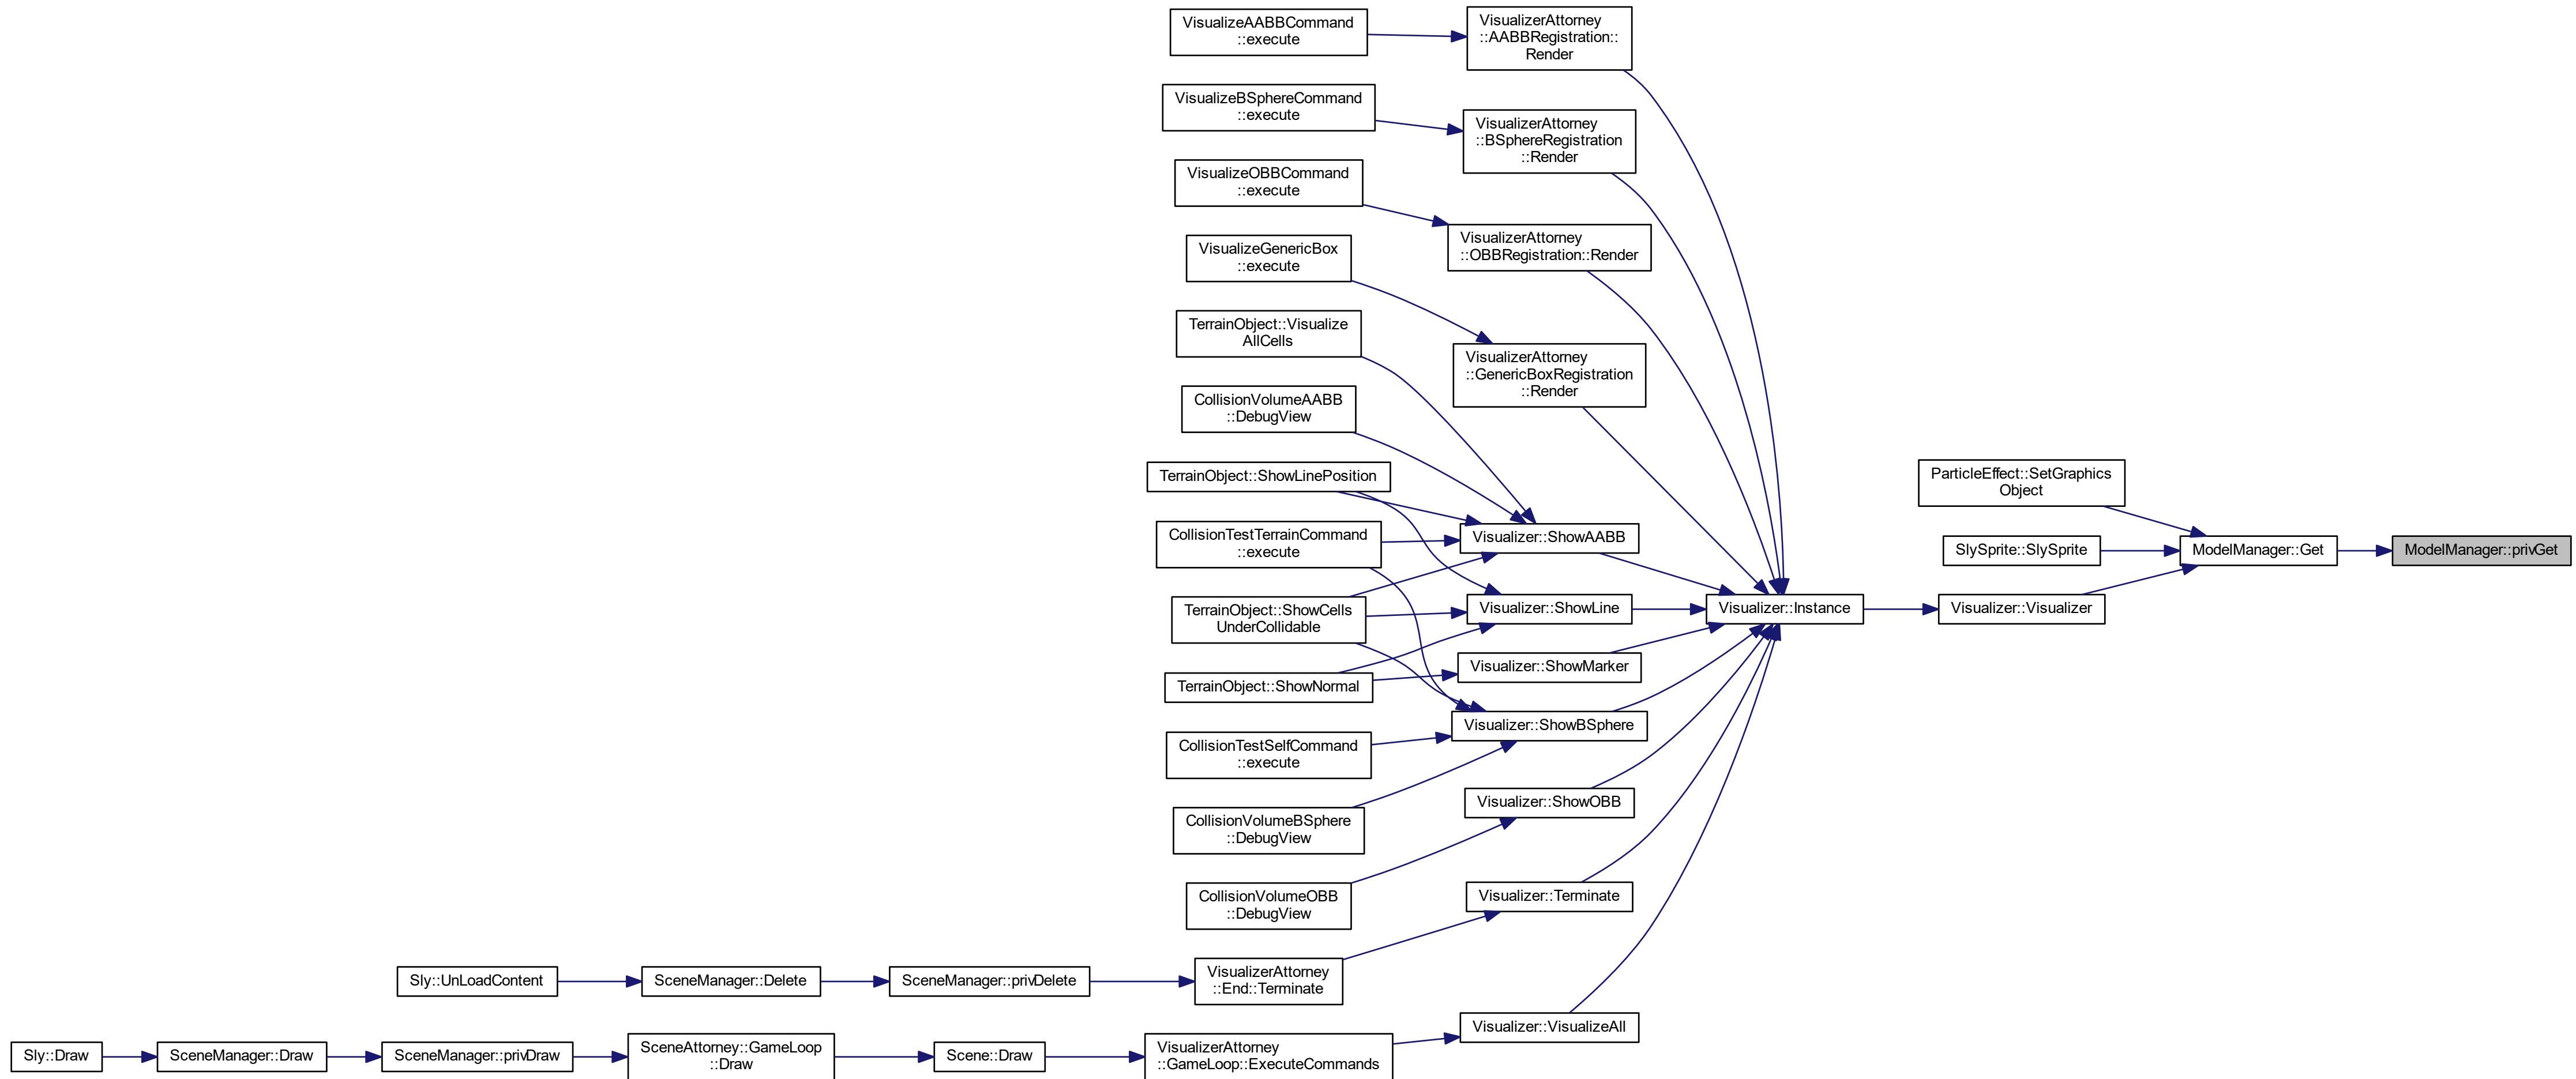 VisualizeAABBCommand
::execute
VisualizerAttorney
::AABBRegistration::
Render
VisualizeBSphereCommand
::execute
VisualizerAttorney
::BSphereRegistration
::Render
VisualizeOBBCommand
::execute
VisualizerAttorney
::OBBRegistration::Render
VisualizeGenericBox
::execute
TerrainObject::Visualize
AllCells
VisualizerAttorney
::GenericBoxRegistration
::Render
CollisionVolumeAABB
::DebugView
TerrainObject::ShowLinePosition
ParticleEffect::SetGraphics
Object
CollisionTestTerrainCommand
::execute
Visualizer::ShowAABB
SlySprite::SlySprite
ModelManager::Get
ModelManager::privGet
TerrainObject::ShowCells
UnderCollidable
Visualizer::ShowLine
Visualizer::Instance
Visualizer::Visualizer
Visualizer::ShowMarker
TerrainObject::ShowNormal
Visualizer::ShowBSphere
CollisionTestSelfCommand
::execute
Visualizer::ShowOBB
CollisionVolumeBSphere
::DebugView
CollisionVolumeOBB
::DebugView
Visualizer::Terminate
Sly::UnLoadContent
SceneManager::Delete
SceneManager::privDelete
VisualizerAttorney
::End::Terminate
Visualizer::VisualizeAll
Sly::Draw
SceneManager::Draw
SceneManager::privDraw
SceneAttorney::GameLoop
::Draw
Scene::Draw
VisualizerAttorney
::GameLoop::ExecuteCommands